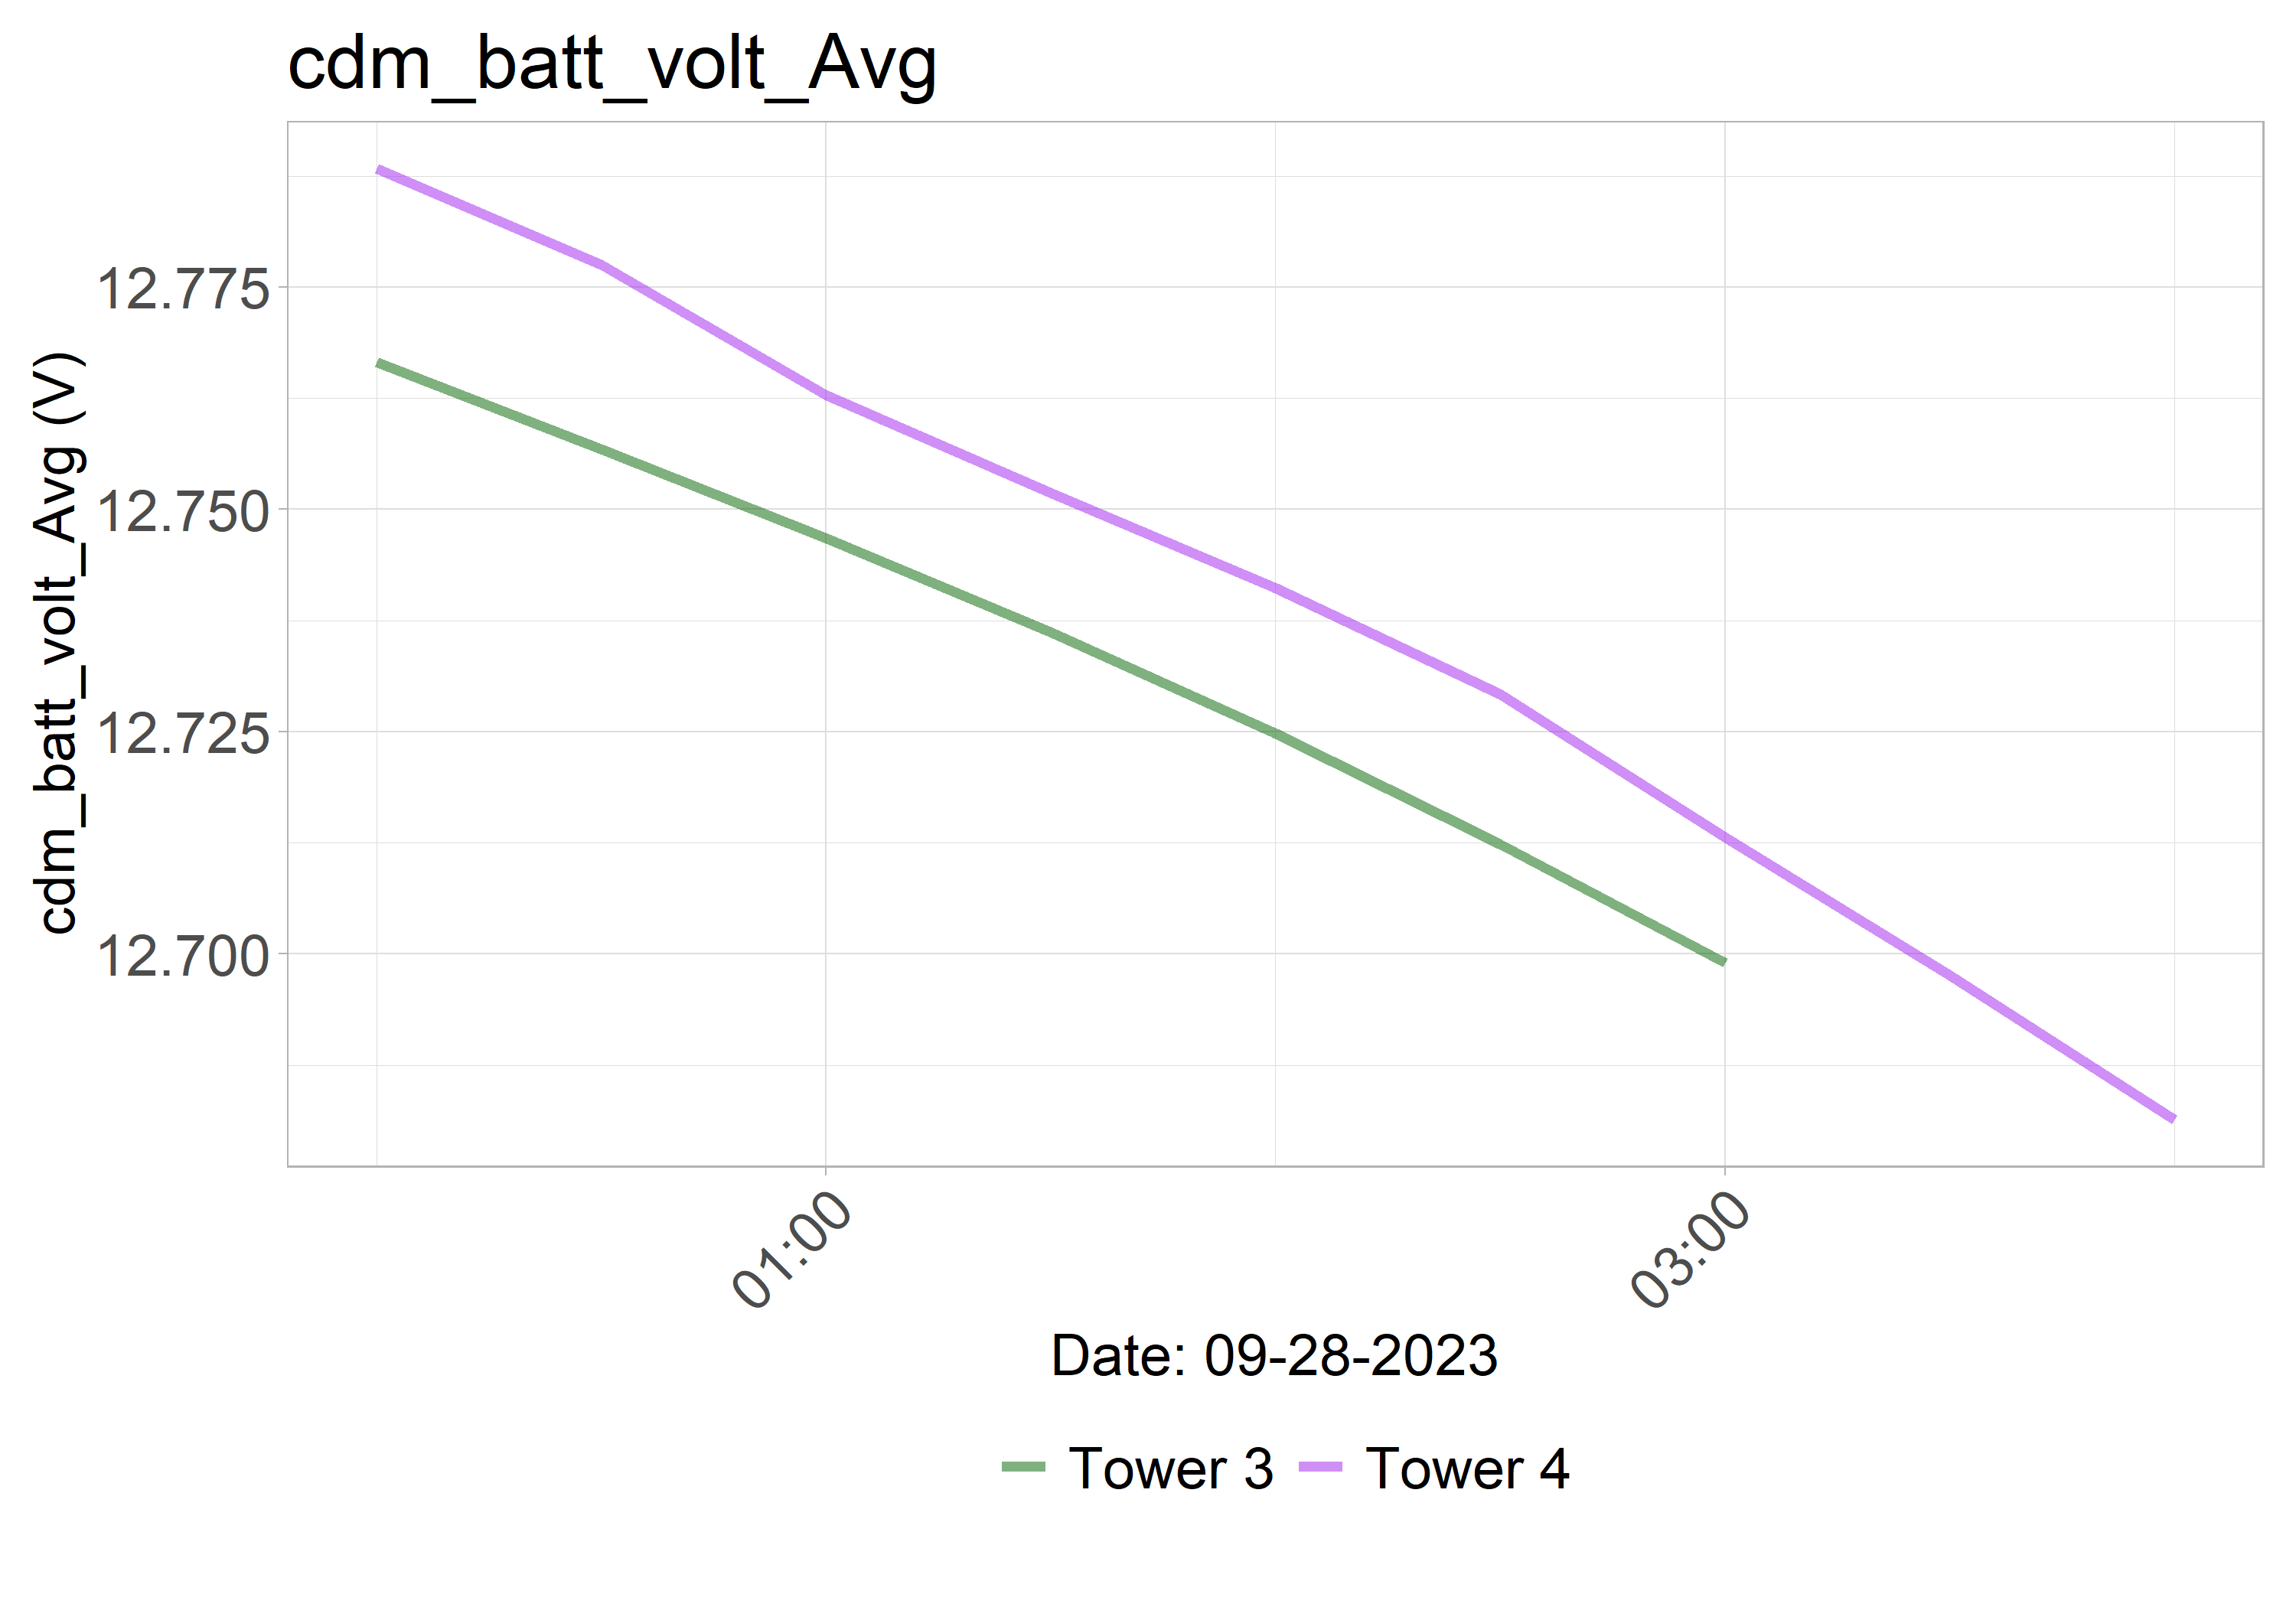 cdm_batt_volt_Avg
cdm_batt_volt_Avg (V)
12.775
12.750
12.725
12.700
01:00
03:00
Date: 09-28-2023
Tower 3
Tower 4